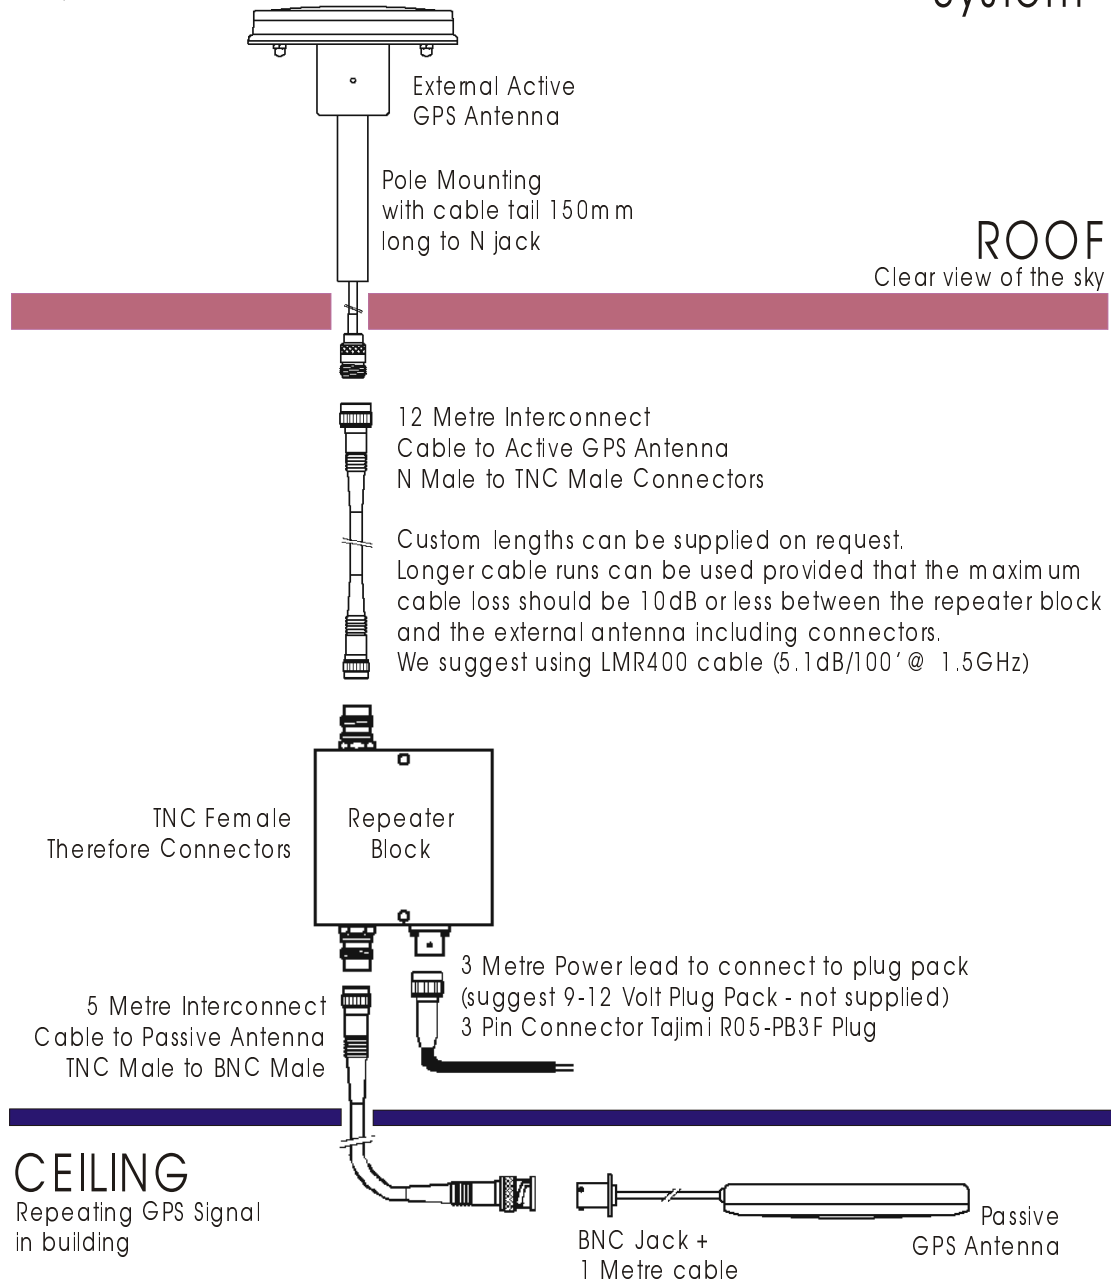 System
External Active
GPS Antenna
Pole Mounting
with cable tail 150mm
long to N jack
ROOF
Clear view of the sky
12 Metre Interconnect
Cable to Active GPS Antenna
N Male to TNC Male Connectors
Custom lengths can be supplied on request.
Longer cable runs can be used provided that the maximum
cable loss should be 10dB or less between the repeater block
and the external antenna including connectors.
We suggest using LMR400 cable (5.1dB/100´@ 1.5GHz)
TNC Female
Therefore Connectors
Repeater
Block
3 Metre Power lead to connect to plug pack
(suggest 9-12 Volt Plug Pack - not supplied)
3 Pin Connector Tajimi R05-PB3F Plug
5 Metre Interconnect
Cable to Passive Antenna
TNC Male to BNC Male
CEILING
Repeating GPS Signal
in building
BNC Jack +
1 Metre cable
Passive
GPS Antenna